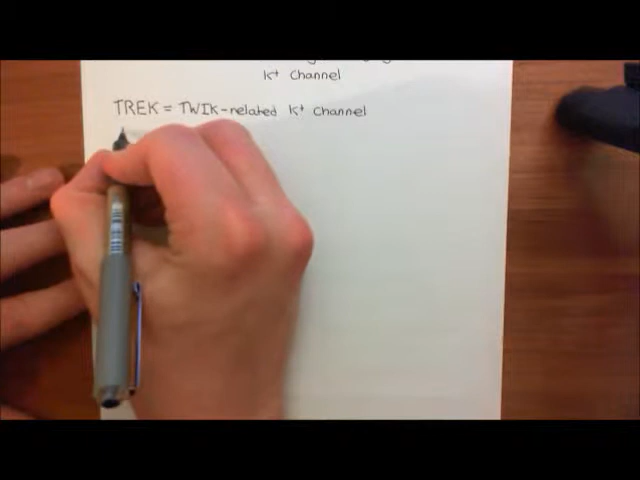 K⁺ Channel
TREK = TWIK-related K⁺ Channel